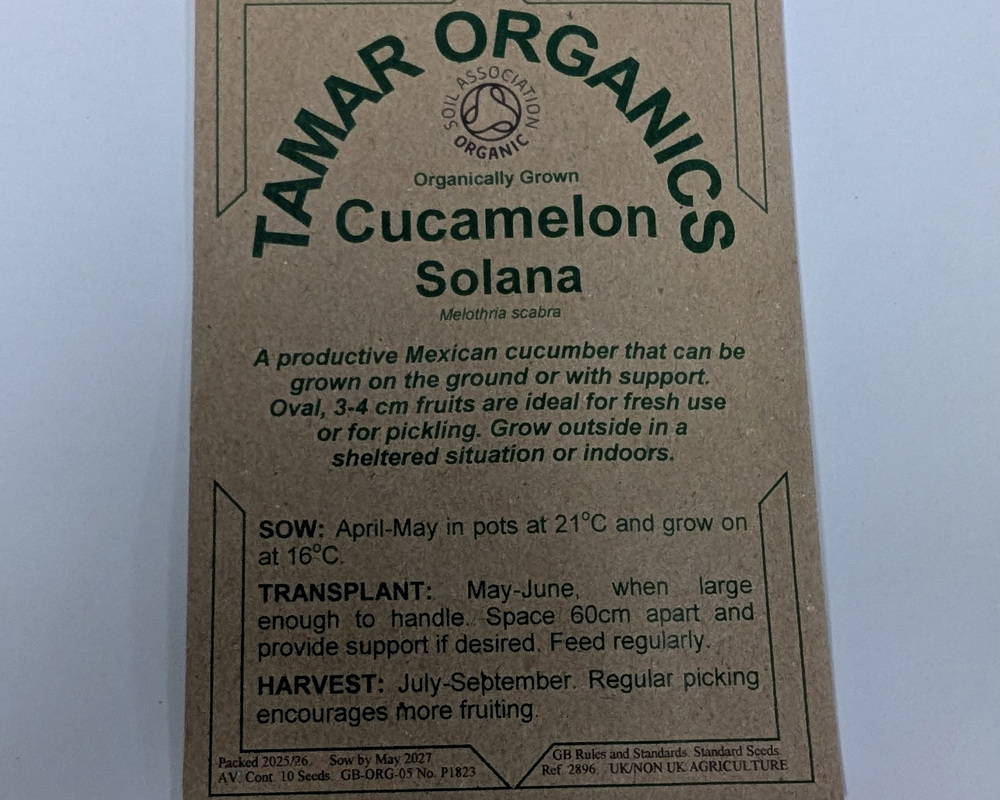 TAMAR ORGANICS
SOIL ASSOCIATION
ORGANIC
Organically Grown
Cucamelon
Solana
Melothria scabra
A productive Mexican cucumber that can be
grown on the ground or with support.
Oval, 3-4 cm fruits are ideal for fresh use
or for pickling. Grow outside in a
sheltered situation or indoors.
SOW: April-May in pots at 21°C and grow on
at 16°C.
TRANSPLANT: May-June, when large
enough to handle. Space 60cm apart and
provide support if desired. Feed regularly.
HARVEST: July-September. Regular picking
encourages more fruiting.
Packed 2025/26. Sow by May 2027
AV. Cont. 10 Seeds. GB-ORG-05 No. P1823
GB Rules and Standards. Standard Seeds.
Ref. 2896. UK/NON UK AGRICULTURE